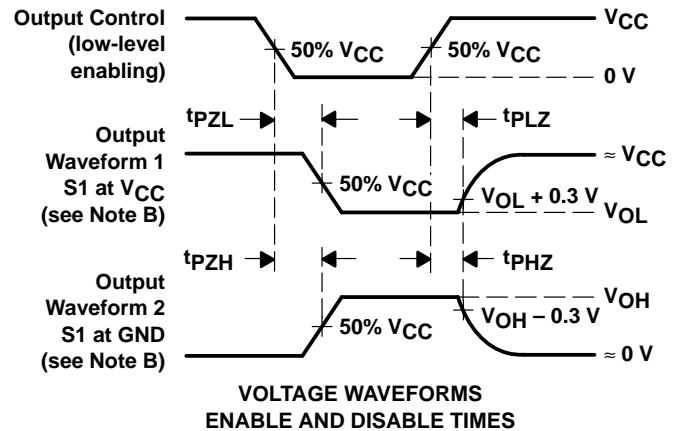 Output Control
(low-level
enabling)
50% VCC
50% VCC
VCC
0 V
tPZL
tPLZ
Output
Waveform 1
S1 at VCC
(see Note B)
50% VCC
VOL + 0.3 V
≈ VCC
VOL
tPZH
tPHZ
Output
Waveform 2
S1 at GND
(see Note B)
50% VCC
VOH − 0.3 V
VOH
≈ 0 V
VOLTAGE WAVEFORMS
ENABLE AND DISABLE TIMES